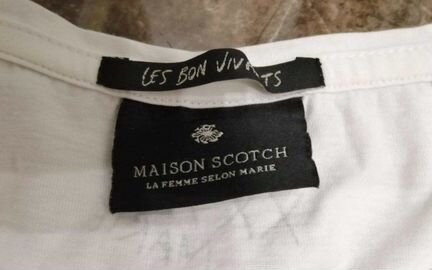 LES BON VIVANTS
MAISON SCOTCH
LA FEMME SELON MARIE